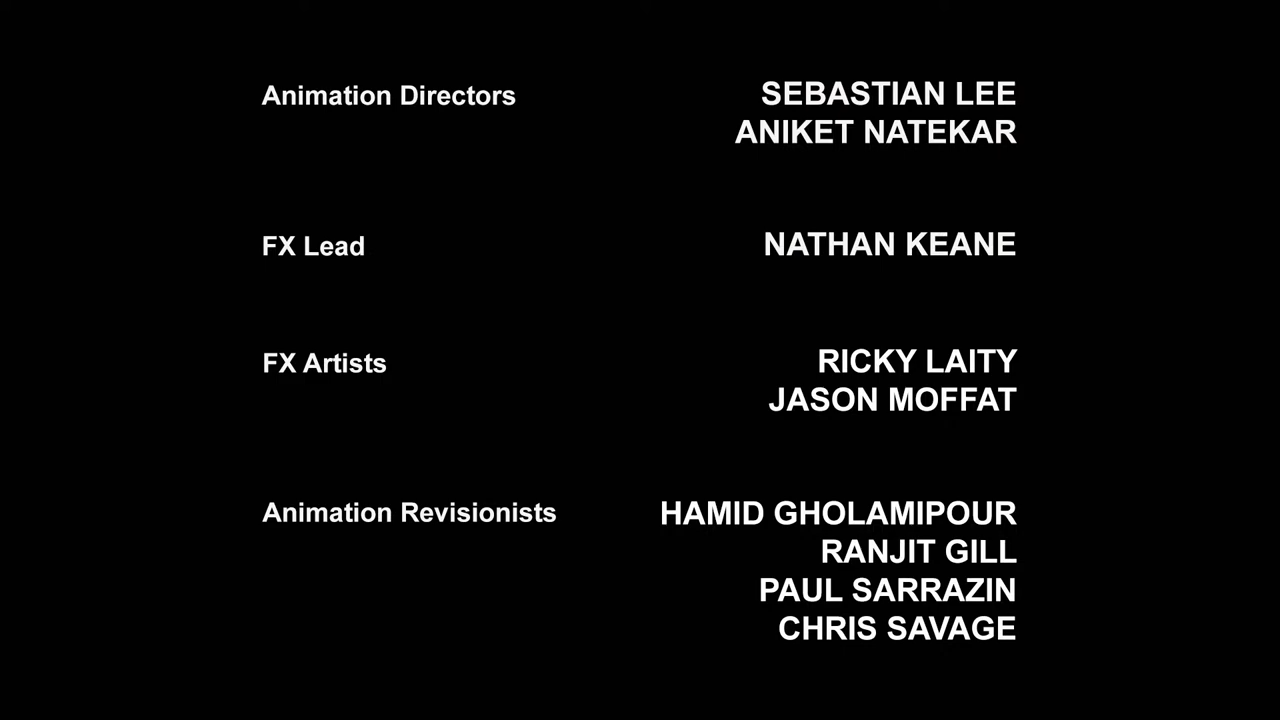 Animation Directors SEBASTIAN LEE
ANIKET NATEKAR
FX Lead NATHAN KEANE
FX Artists RICKY LAITY
JASON MOFFAT
Animation Revisionists HAMID GHOLAMIPOUR
RANJIT GILL
PAUL SARRAZIN
CHRIS SAVAGE